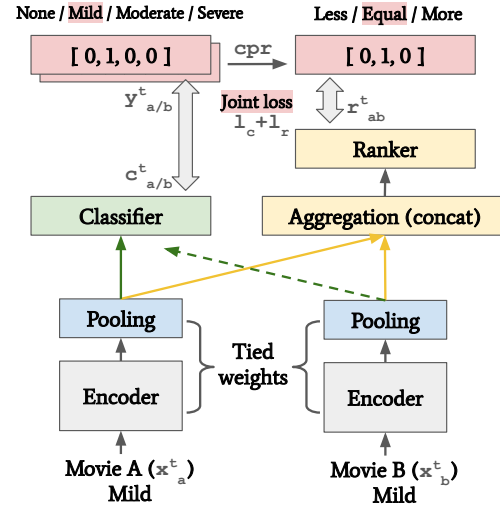 None / Mild / Moderate / Severe
Less / Equal / More
[ 0, 1, 0, 0 ]
cpr
[ 0, 1, 0 ]
y^t_a/b
Joint loss
l_c+l_r
r^t_ab
c^t_a/b
Ranker
Classifier
Aggregation (concat)
Pooling
Pooling
Tied
weights
Encoder
Encoder
Movie A (x^t_a)
Mild
Movie B (x^t_b)
Mild